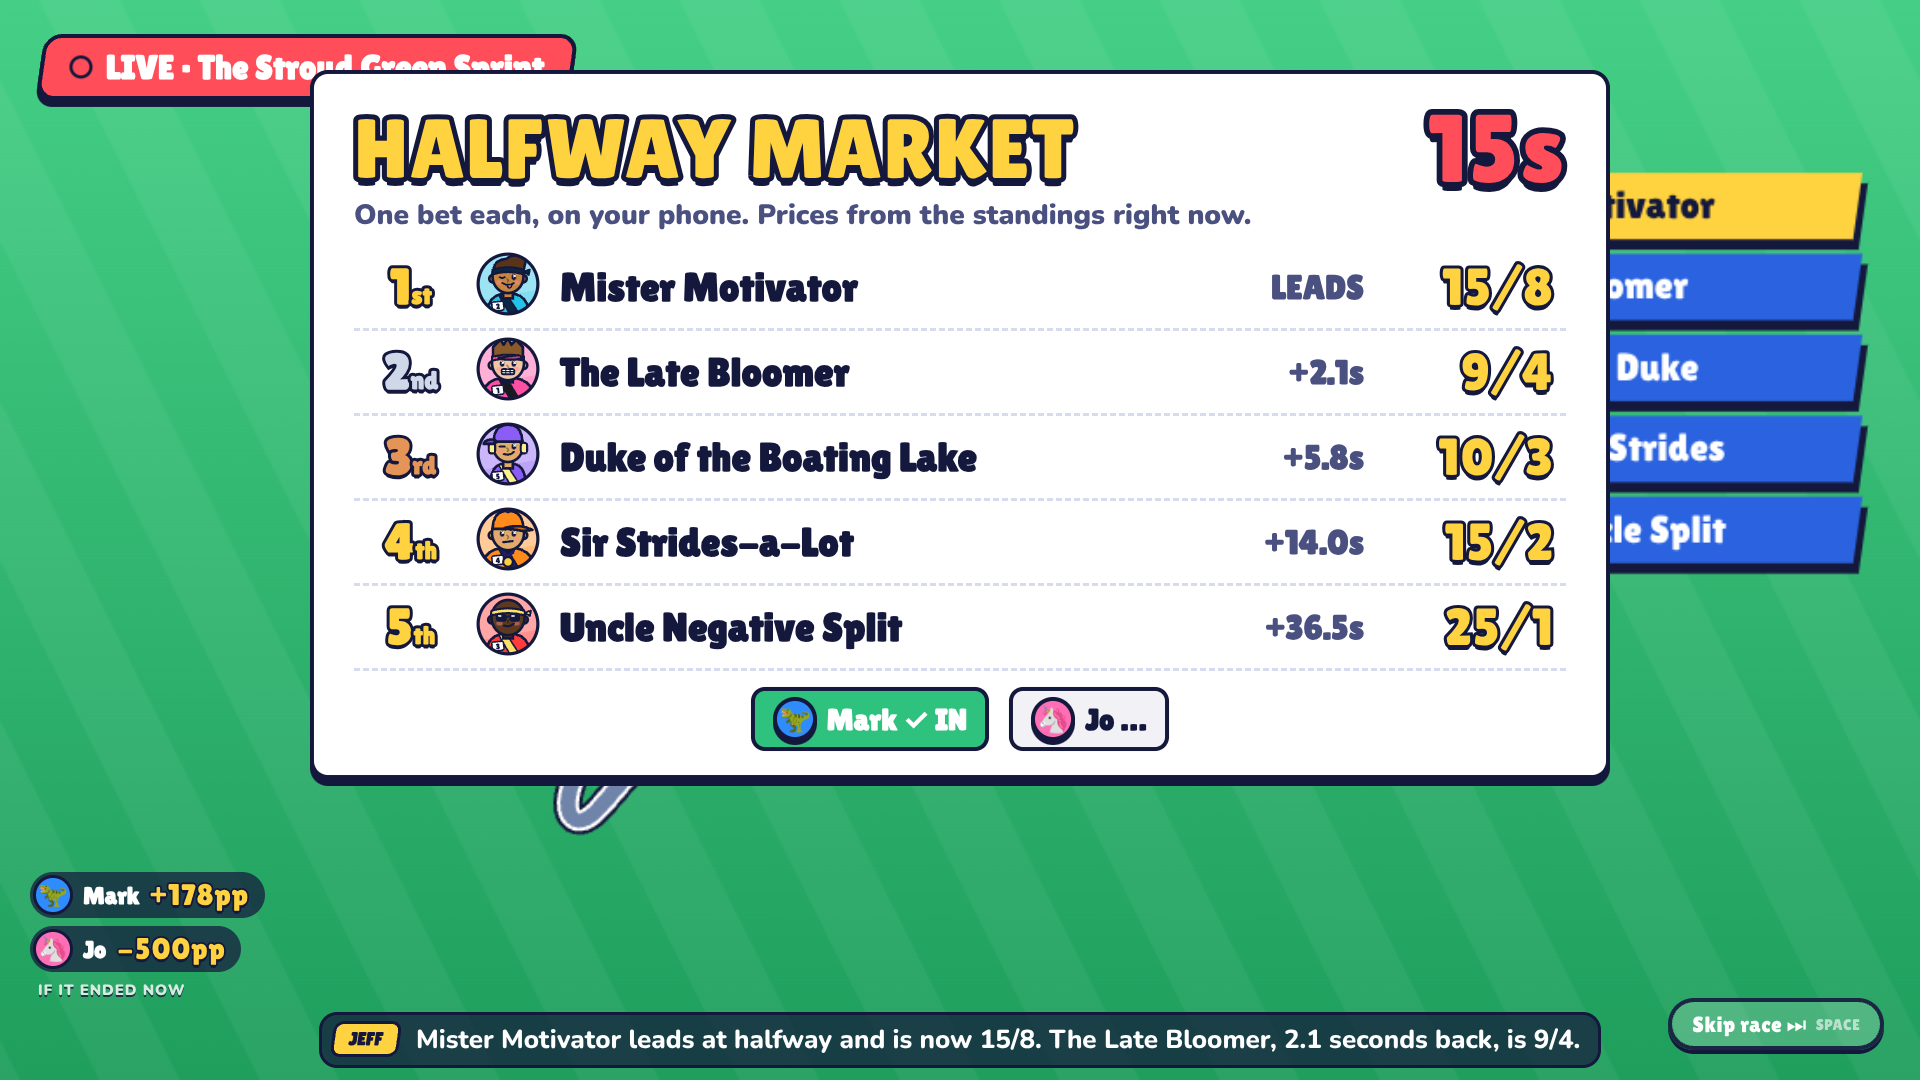 LIVE · The Stroud Green Sprint
HALFWAY MARKET
15s
One bet each, on your phone. Prices from the standings right now.
1st Mister Motivator LEADS 15/8
2nd The Late Bloomer +2.1s 9/4
3rd Duke of the Boating Lake +5.8s 10/3
4th Sir Strides-a-Lot +14.0s 15/2
5th Uncle Negative Split +36.5s 25/1
Mark ✓ IN
Jo ...
tivator
omer
Duke
Strides
cle Split
Mark +178pp
Jo -500pp
IF IT ENDED NOW
JEFF Mister Motivator leads at halfway and is now 15/8. The Late Bloomer, 2.1 seconds back, is 9/4.
Skip race ⏭ SPACE